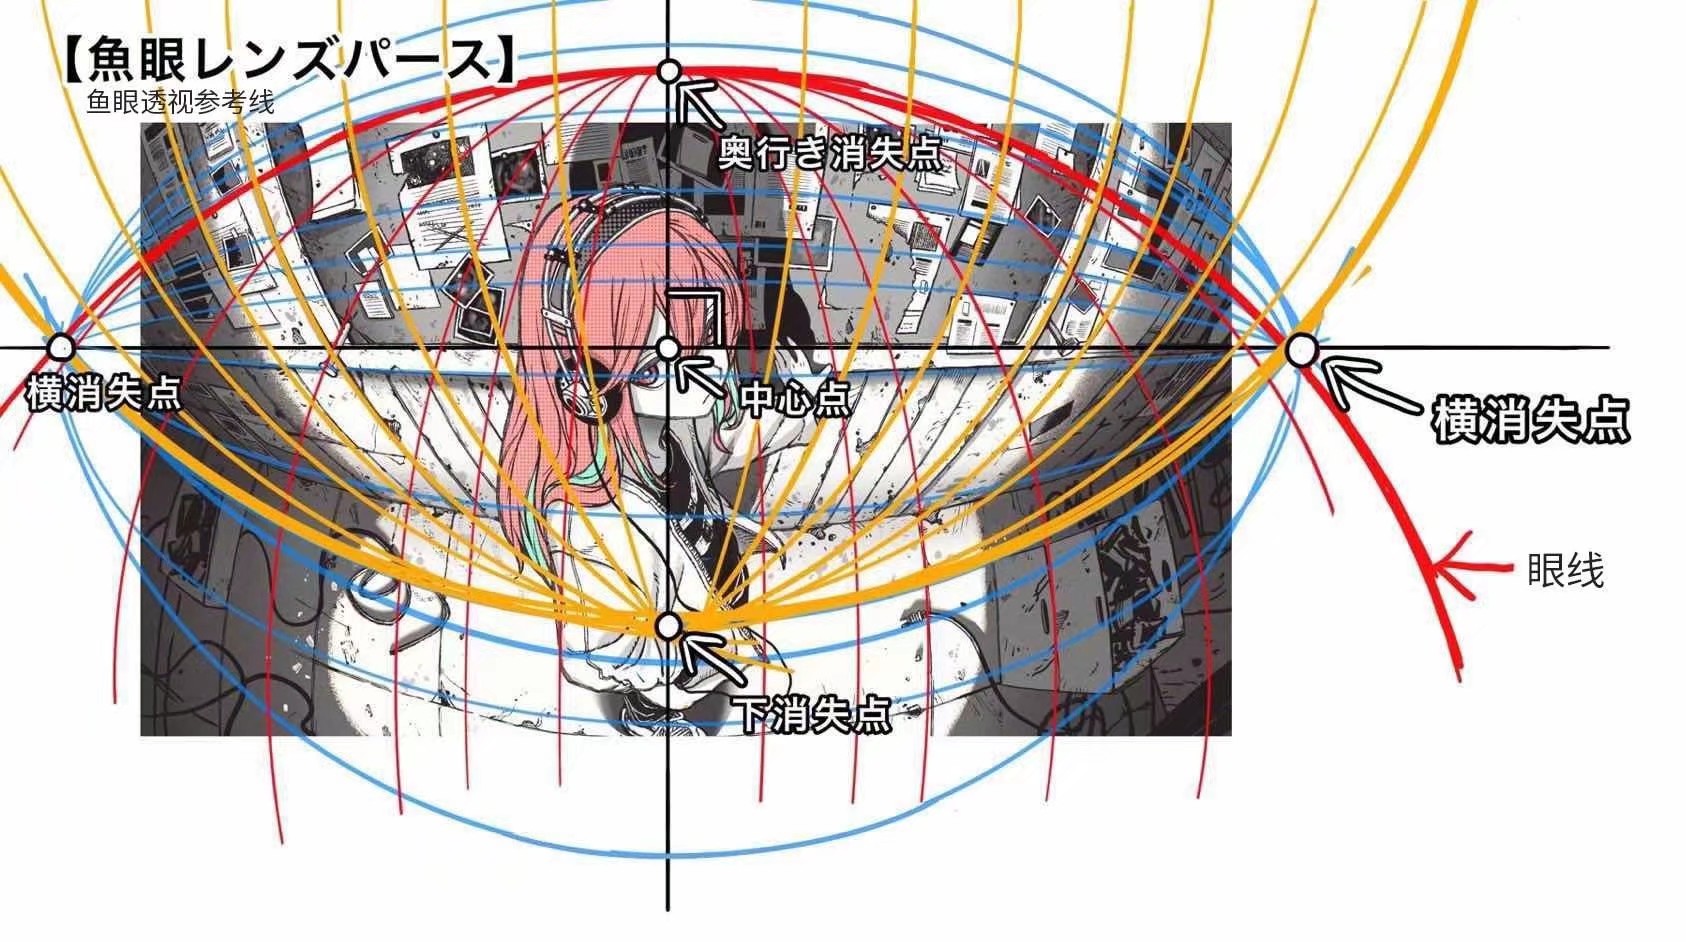 【魚眼レンズパース】
鱼眼透视参考线
奥行き消失点
横消失点
中心点
横消失点
眼线
下消失点